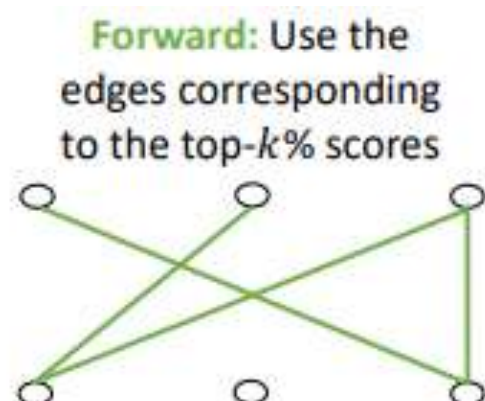 Forward: Use the
edges corresponding
to the top-k% scores